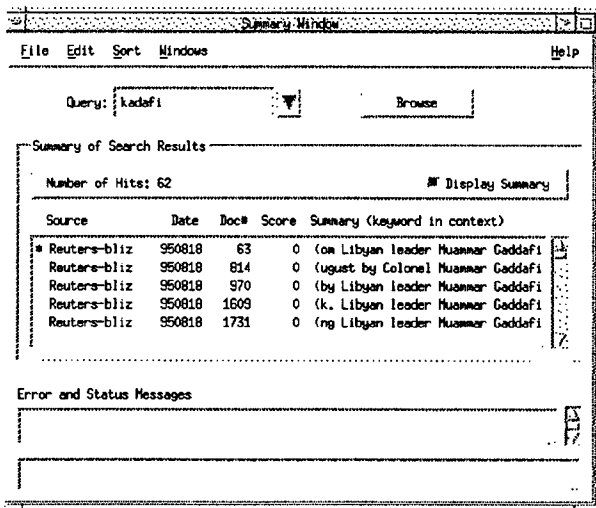 Summary Window
File Edit Sort Windows Help
Query: kadafi Browse
Summary of Search Results
Number of Hits: 62 Display Summary
Source Date Doc# Score Summary (keyword in context)
* Reuters-bliz 950818 63 0 (om Libyan leader Muammar Gaddafi
Reuters-bliz 950818 814 0 (ugust by Colonel Muammar Gaddafi
Reuters-bliz 950818 970 0 (by Libyan leader Muammar Gaddafi
Reuters-bliz 950818 1609 0 (k. Libyan leader Muammar Gaddafi
Reuters-bliz 950818 1731 0 (ng Libyan leader Muammar Gaddafi
Error and Status Messages